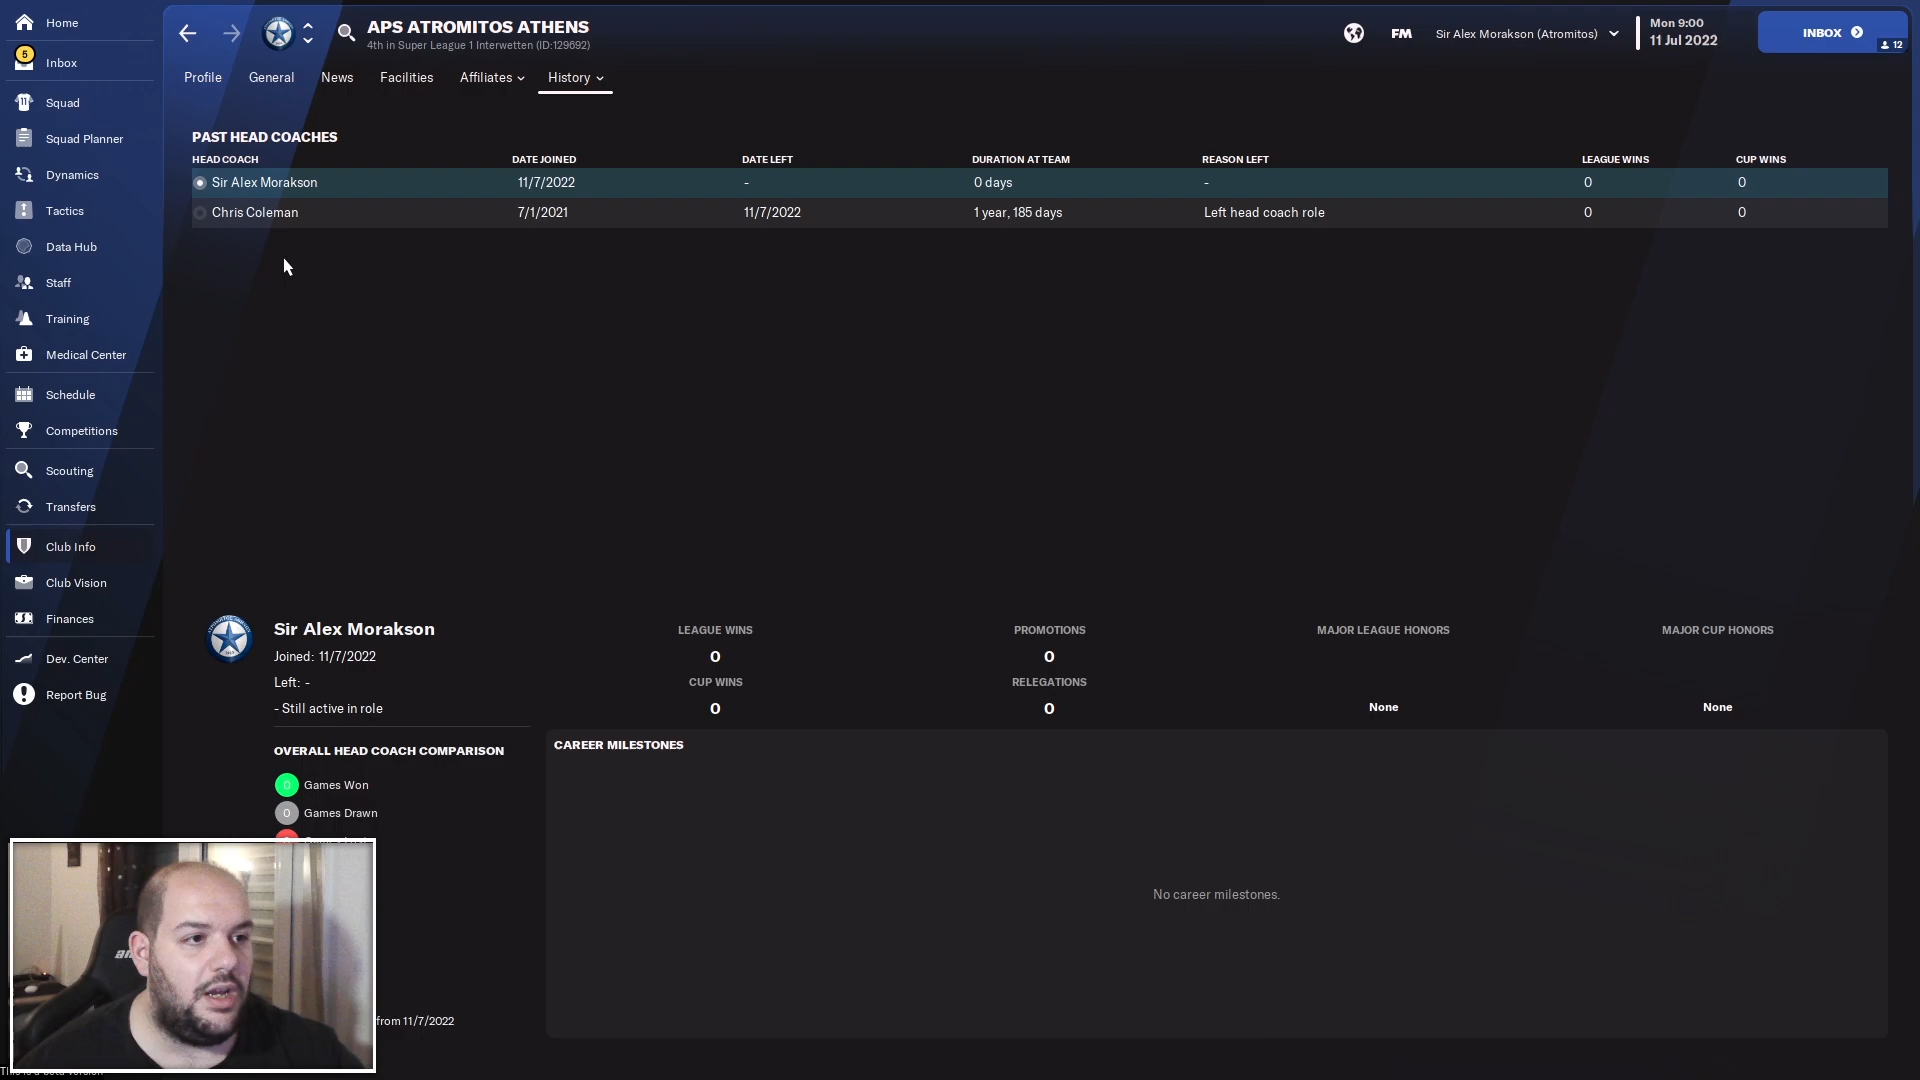 Home
5
Inbox
Squad
Squad Planner
Dynamics
Tactics
Data Hub
Staff
Training
Medical Center
Schedule
Competitions
Scouting
Transfers
Club Info
Club Vision
Finances
Dev. Center
Report Bug
APS ATROMITOS ATHENS
4th in Super League 1 Interwetten (ID:129692)
FM
Sir Alex Morakson (Atromitos)
Mon 9:00
11 Jul 2022
INBOX
12
Profile General News Facilities Affiliates History
PAST HEAD COACHES
HEAD COACH DATE JOINED DATE LEFT DURATION AT TEAM REASON LEFT LEAGUE WINS CUP WINS
Sir Alex Morakson 11/7/2022 - 0 days - 0 0
Chris Coleman 7/1/2021 11/7/2022 1 year, 185 days Left head coach role 0 0
Sir Alex Morakson
Joined: 11/7/2022
Left: -
- Still active in role
LEAGUE WINS PROMOTIONS MAJOR LEAGUE HONORS MAJOR CUP HONORS
0 0
CUP WINS RELEGATIONS
0 0 None None
OVERALL HEAD COACH COMPARISON
0 Games Won
0 Games Drawn
from 11/7/2022
CAREER MILESTONES
No career milestones.